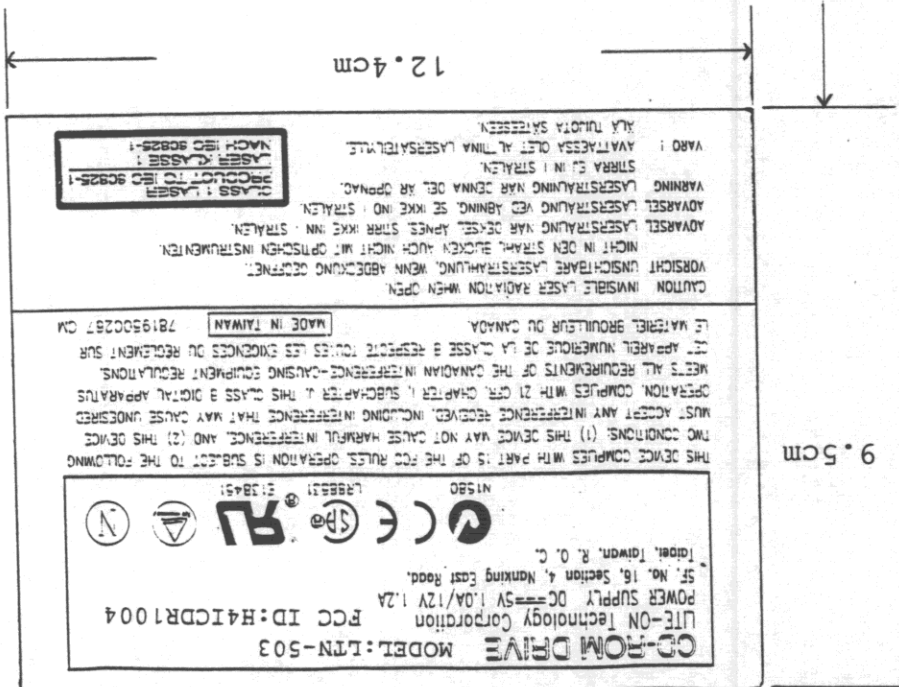 CD-ROM DRIVE MODEL:LTN-503
LITE-ON Technology Corporation FCC ID:H4ICDR1004
POWER SUPPLY DC⎓5V 1.0A/12V 1.2A
5F. No. 16, Section 4, Nanking East Road,
Taipei, Taiwan, R. O. C.
N1580 LR86531 E138451
THIS DEVICE COMPLIES WITH PART 15 OF THE FCC RULES. OPERATION IS SUBJECT TO THE FOLLOWING
TWO CONDITIONS: (1) THIS DEVICE MAY NOT CAUSE HARMFUL INTERFERENCE, AND (2) THIS DEVICE
MUST ACCEPT ANY INTERFERENCE RECEIVED, INCLUDING INTERFERENCE THAT MAY CAUSE UNDESIRED
OPERATION. COMPLIES WITH 21 CFR, CHAPTER I, SUBCHAPTER J. THIS CLASS B DIGITAL APPARATUS
MEETS ALL REQUIREMENTS OF THE CANADIAN INTERFERENCE-CAUSING EQUIPMENT REGULATIONS.
CET APPAREIL NUMERIQUE DE LA CLASSE B RESPECTE TOUTES LES EXIGENCES DU REGLEMENT SUR
LE MATERIEL BROUILLEUR DU CANADA. MADE IN TAIWAN 7819500267 CM
CAUTION INVISIBLE LASER RADIATION WHEN OPEN.
VORSICHT UNSICHTBARE LASERSTRAHLUNG, WENN ABDECKUNG GEOFFNET.
NICHT IN DEN STRAHL BLICKEN AUCH NICHT MIT OPTISCHEN INSTRUMENTEN.
ADVARSEL LASERSTRALING NAR DEKSEL APNES. STIRR IKKE INN I STRALEN.
ADVARSEL LASERSTRALING VED ABNING, SE IKKE IND I STRALEN.
VARNING LASERSTRALNING NÄR DENNA DEL ÄR ÖPPNAD.
STIRRA EJ IN I STRALEN.
VARO ! AVATTAESSA OLET ALTTIINA LASERSÄTEILYLLE.
ÄLÄ TUIJOTA SÄTEESEEN.
CLASS 1 LASER
PRODUCT TO IEC 60825-1
LASER KLASSE 1
NACH IEC 60825-1
12.4cm
9.5cm